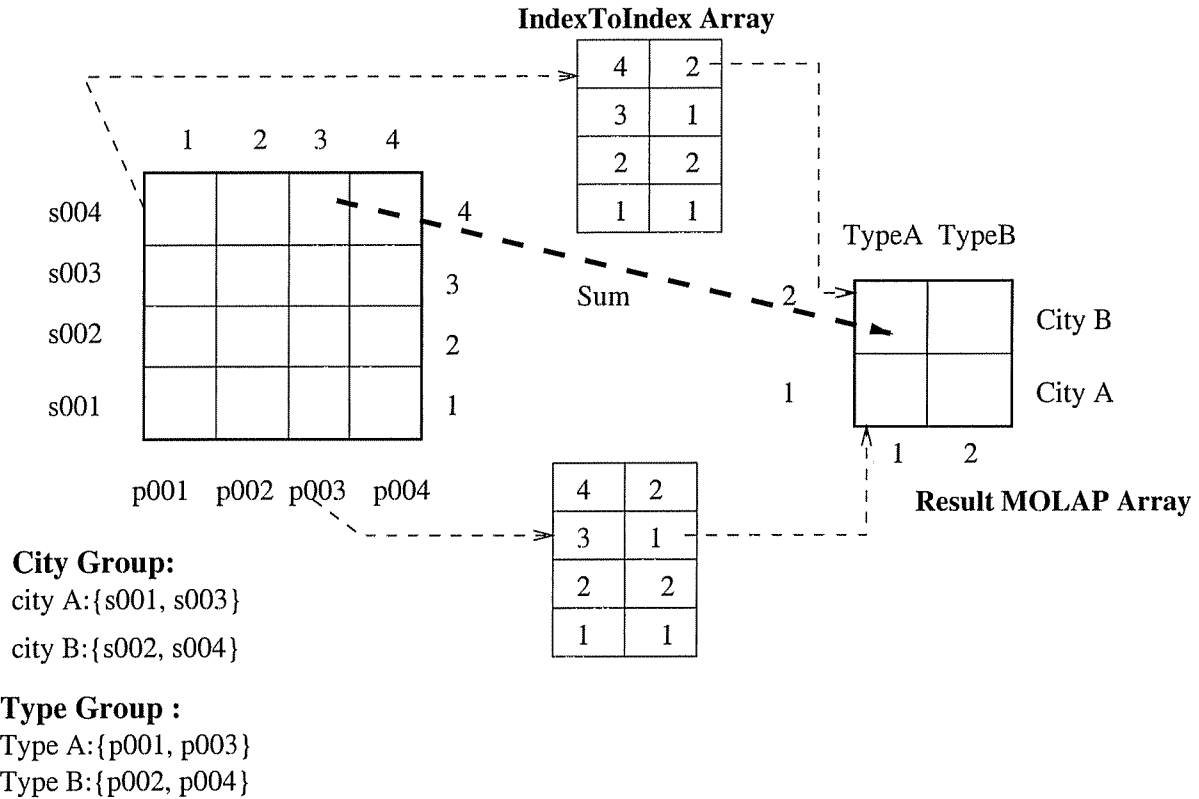 IndexToIndex Array
4 2
3 1
2 2
1 1
1 2 3 4
s004 4
s003 3
s002 2
s001 1
p001 p002 p003 p004
Sum
TypeA TypeB
2 City B
1 City A
1 2
Result MOLAP Array
4 2
3 1
2 2
1 1
City Group:
city A:{s001, s003}
city B:{s002, s004}
Type Group :
Type A:{p001, p003}
Type B:{p002, p004}